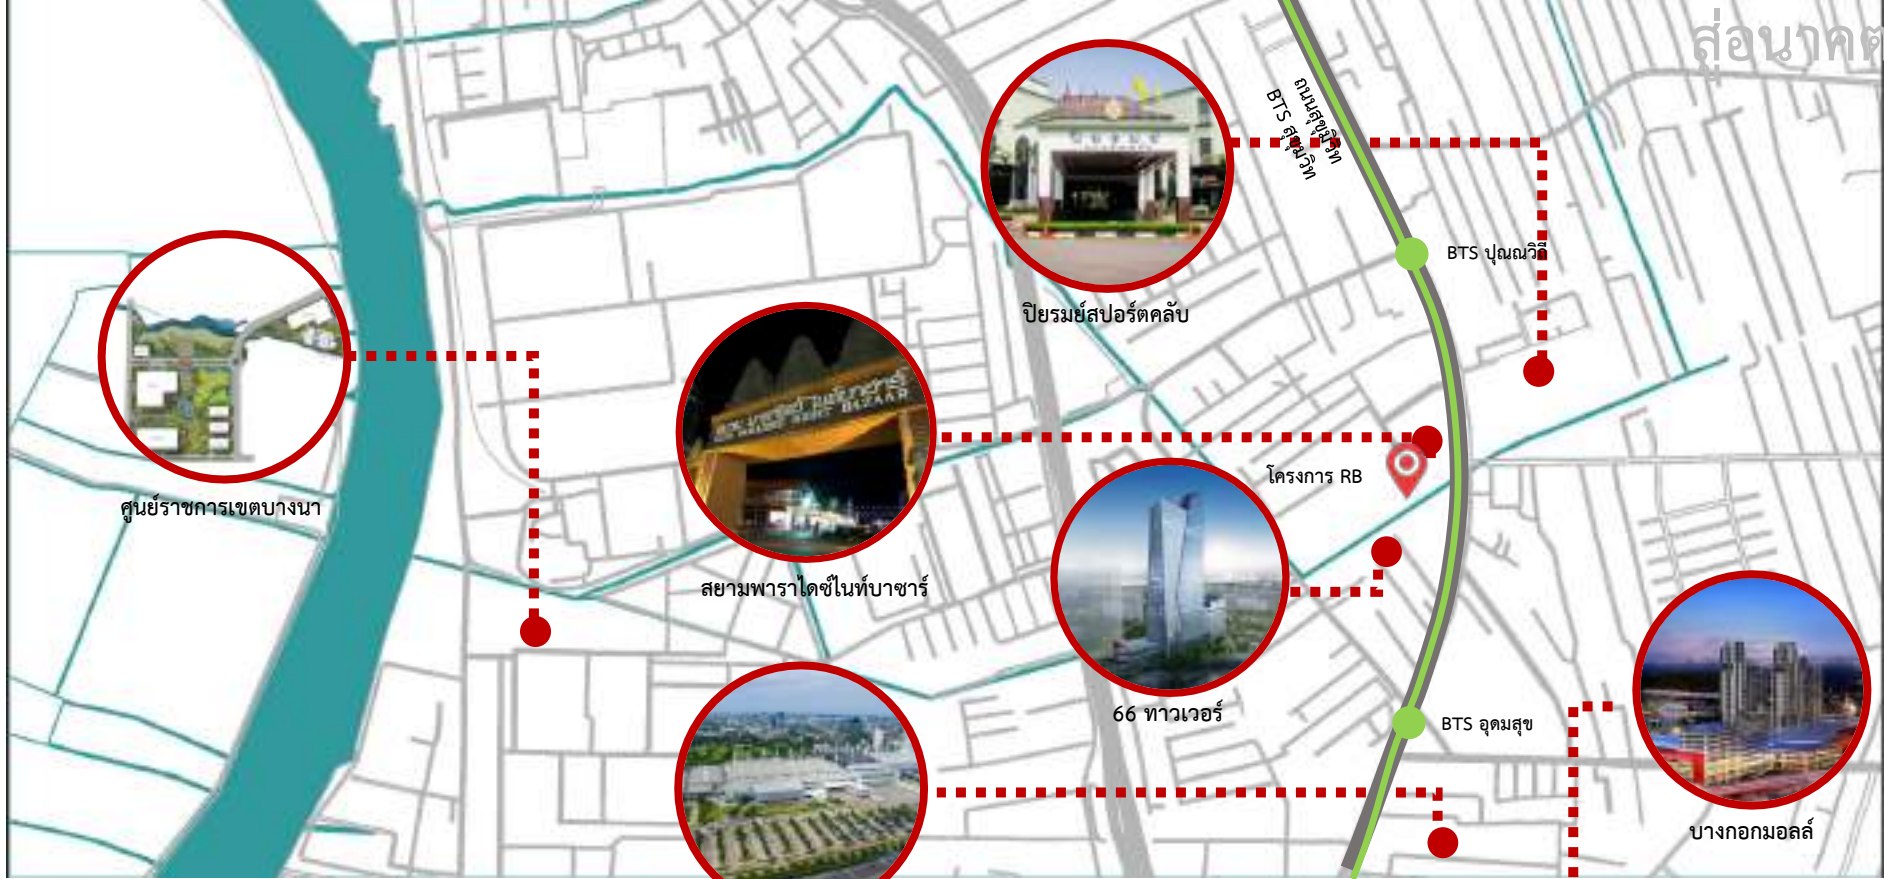 สู่อนาคต
ถนนสุขุมวิท
BTS สุขุมวิท
BTS ปุณณวิถี
ปิยรมย์สปอร์ตคลับ
โครงการ RB
ศูนย์ราชการเขตบางนา
สยามพาราไดซ์ไนท์บาซาร์
66 ทาวเวอร์
BTS อุดมสุข
บางกอกมอลล์